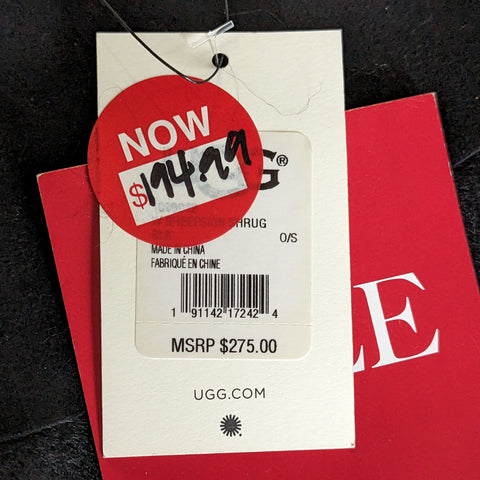 NOW
$194.99
G®
SHRUG
BLK
O/S
MADE IN CHINA
FABRIQUÉ EN CHINE
1 91142 17242 4
MSRP $275.00
UGG.COM
LE